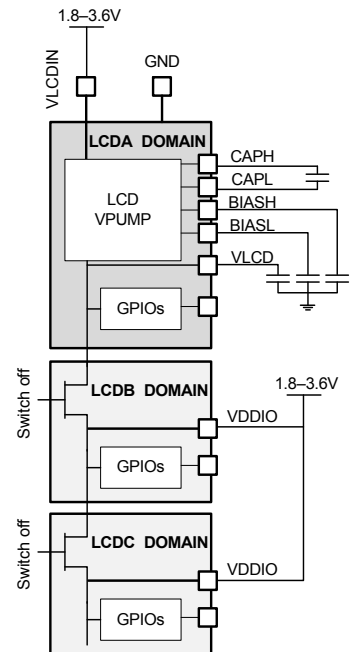 1.8–3.6V
VLCDIN
GND
LCDA DOMAIN
LCD
VPUMP
CAPH
CAPL
BIASH
BIASL
VLCD
GPIOs
Switch off
LCDB DOMAIN
1.8–3.6V
VDDIO
GPIOs
Switch off
LCDC DOMAIN
VDDIO
GPIOs